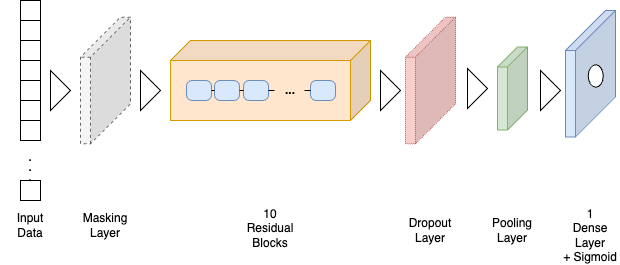 ...
Input
Data
Masking
Layer
10
Residual
Blocks
Dropout
Layer
Pooling
Layer
1
Dense
Layer
+ Sigmoid